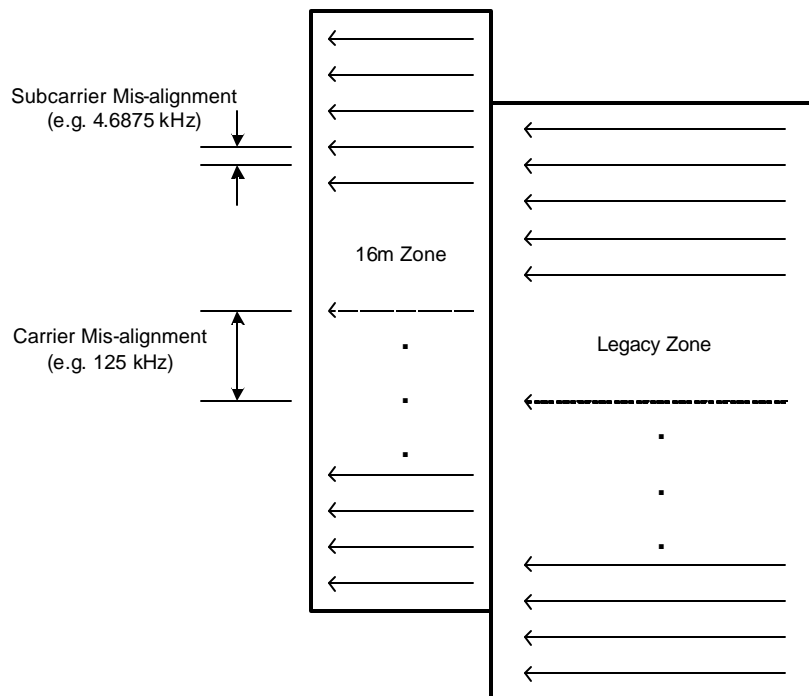 Subcarrier Mis-alignment
(e.g. 4.6875 kHz)
16m Zone
Carrier Mis-alignment
(e.g. 125 kHz)
Legacy Zone